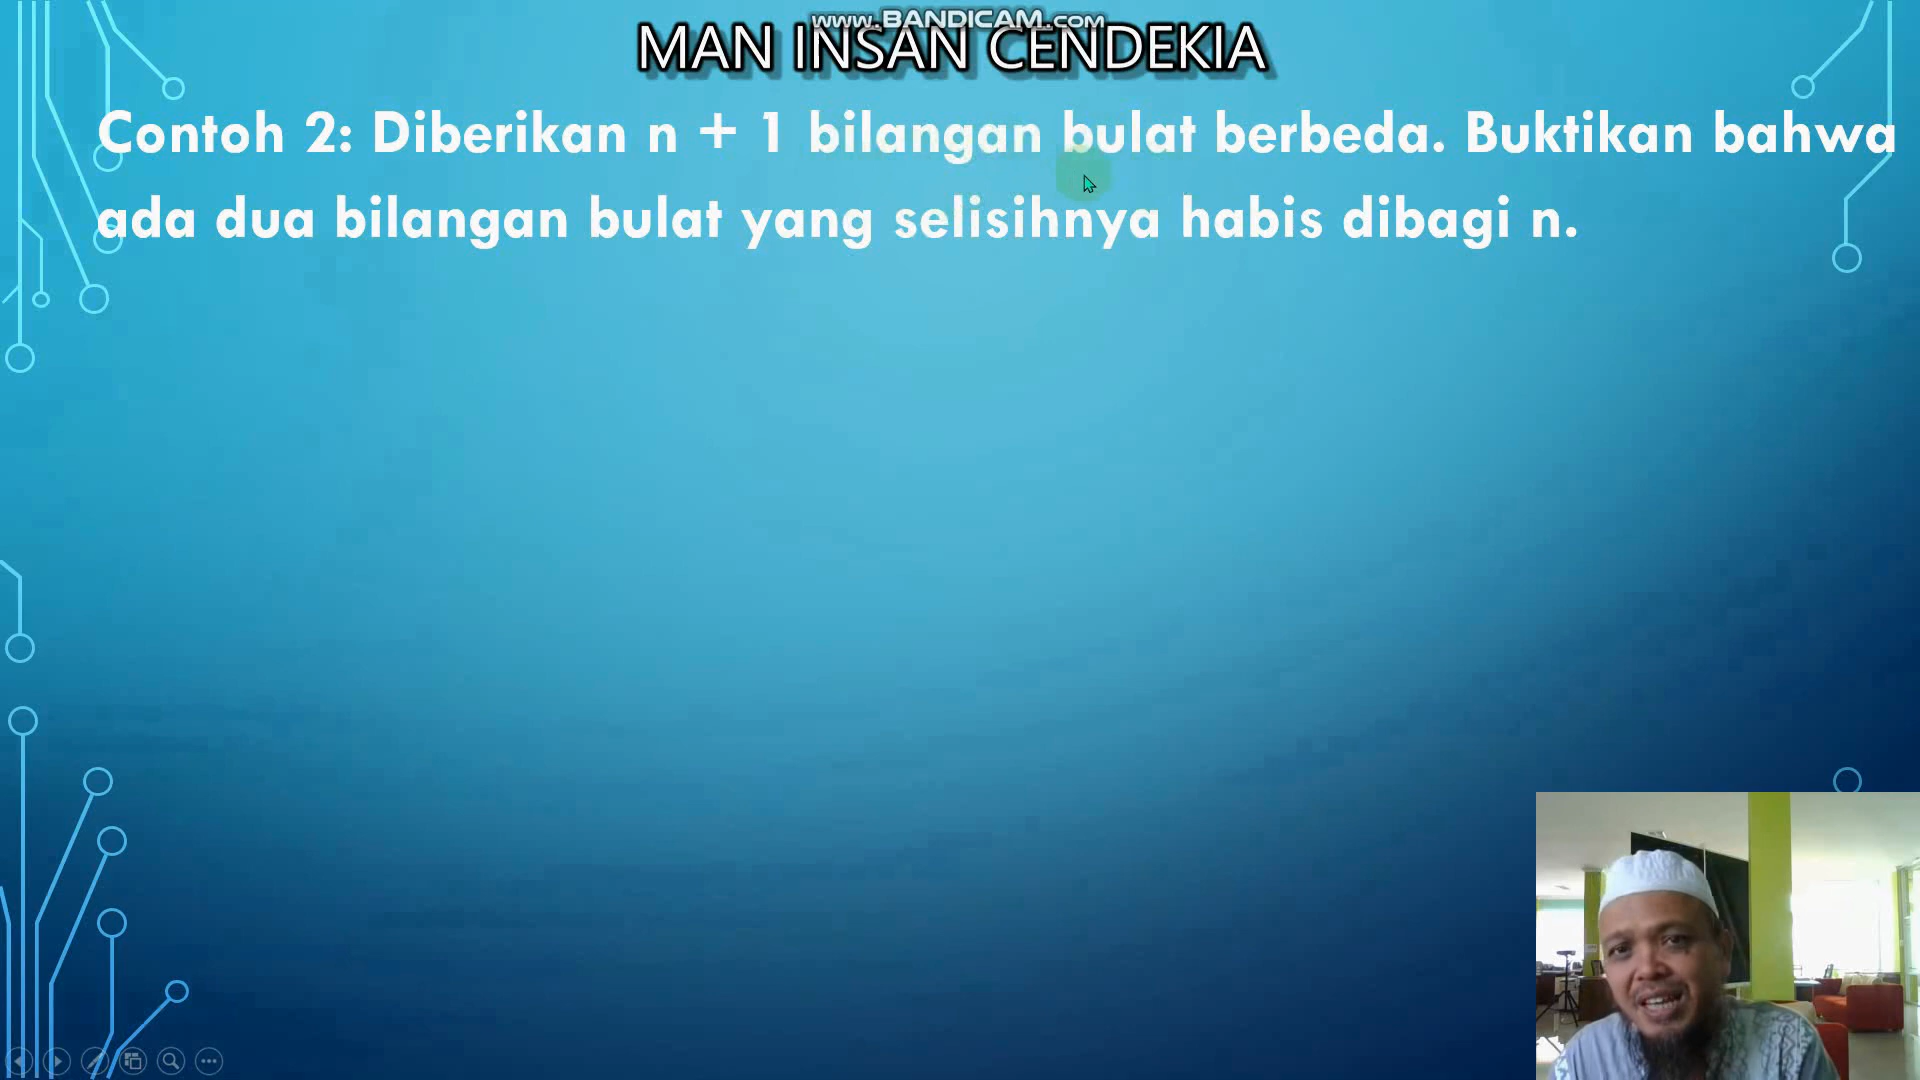 www.BANDICAM.com
MAN INSAN CENDEKIA
Contoh 2: Diberikan n + 1 bilangan bulat berbeda. Buktikan bahwa
ada dua bilangan bulat yang selisihnya habis dibagi n.